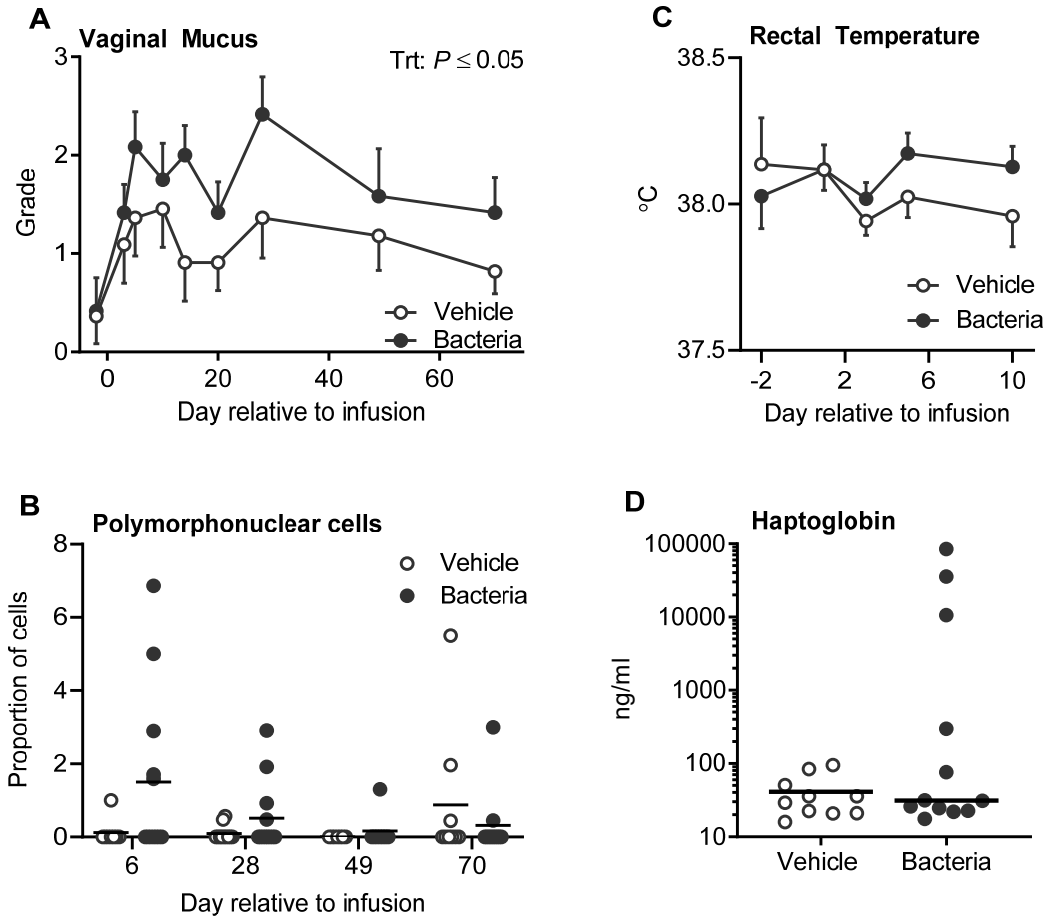 A
Vaginal Mucus
Trt: P ≤ 0.05
3
2
1
0
Grade
0 20 40 60
Day relative to infusion
Vehicle
Bacteria
C
Rectal Temperature
38.5
38.0
37.5
°C
-2 2 6 10
Day relative to infusion
Vehicle
Bacteria
B
Polymorphonuclear cells
8
6
4
2
0
Proportion of cells
Vehicle
Bacteria
6 28 49 70
Day relative to infusion
D
Haptoglobin
100000
10000
1000
100
10
ng/ml
Vehicle Bacteria